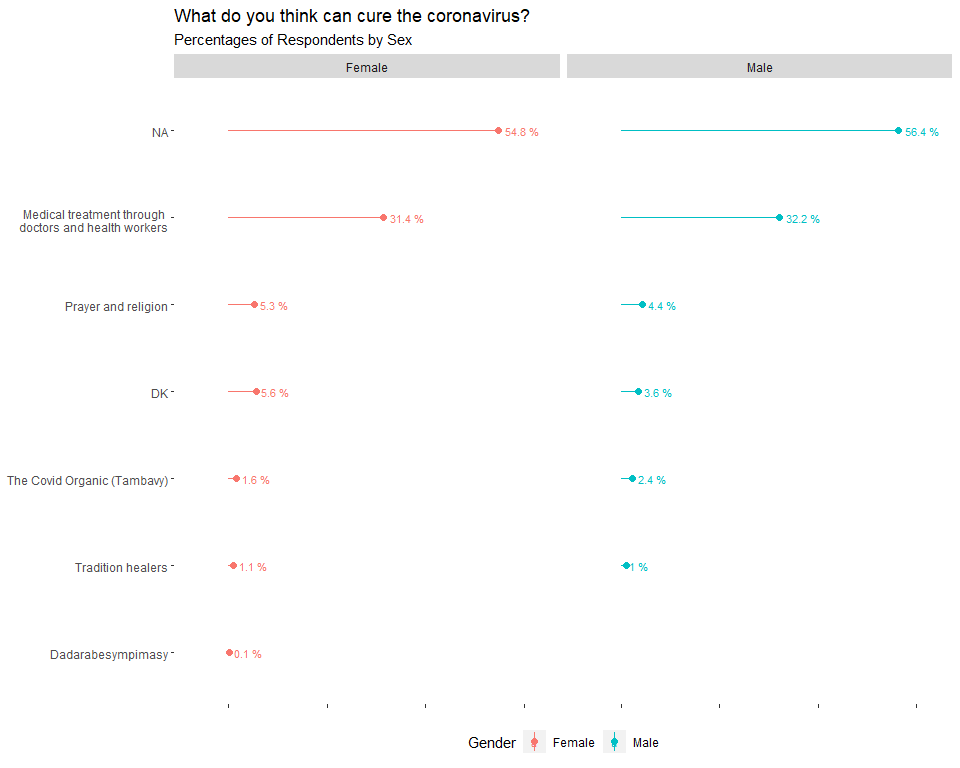 What do you think can cure the coronavirus?
Percentages of Respondents by Sex
Female Male
NA 54.8 % 56.4 %
Medical treatment through
doctors and health workers 31.4 % 32.2 %
Prayer and religion 5.3 % 4.4 %
DK 5.6 % 3.6 %
The Covid Organic (Tambavy) 1.6 % 2.4 %
Tradition healers 1.1 % 1 %
Dadarabesympimasy 0.1 %
Gender Female Male